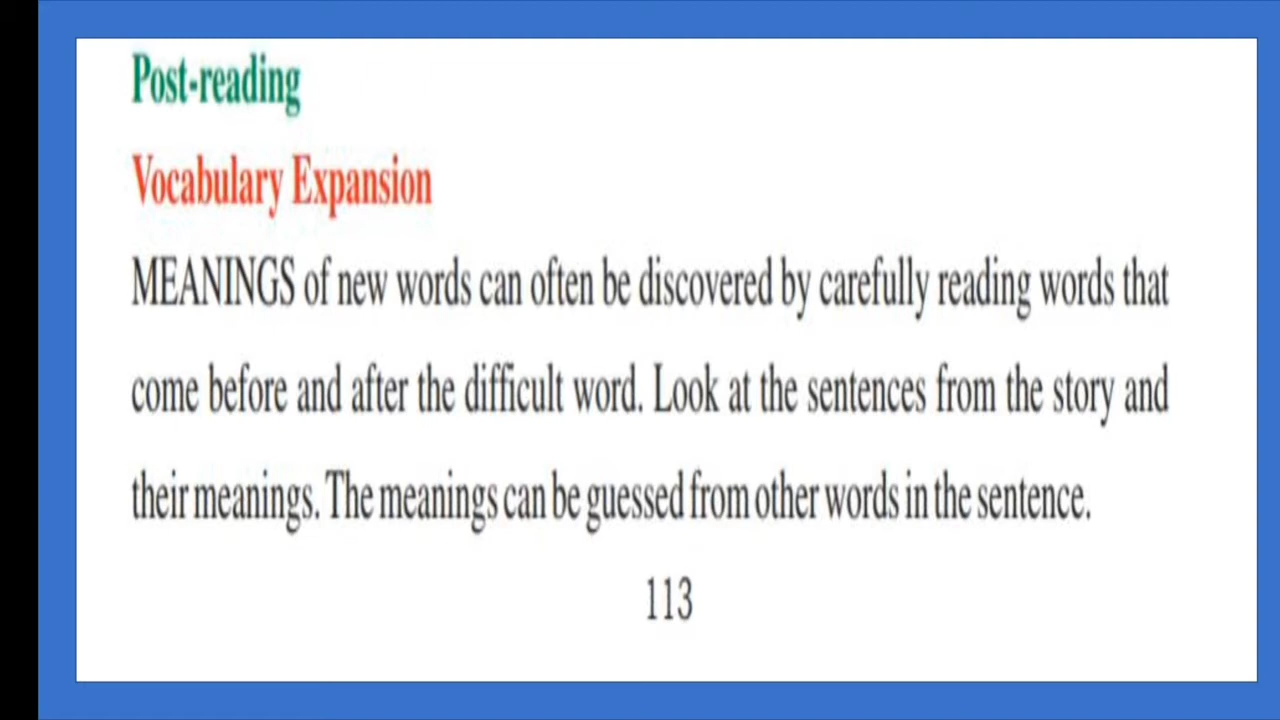 Post-reading
Vocabulary Expansion
MEANINGS of new words can often be discovered by carefully reading words that
come before and after the difficult word. Look at the sentences from the story and
their meanings. The meanings can be guessed from other words in the sentence.
113